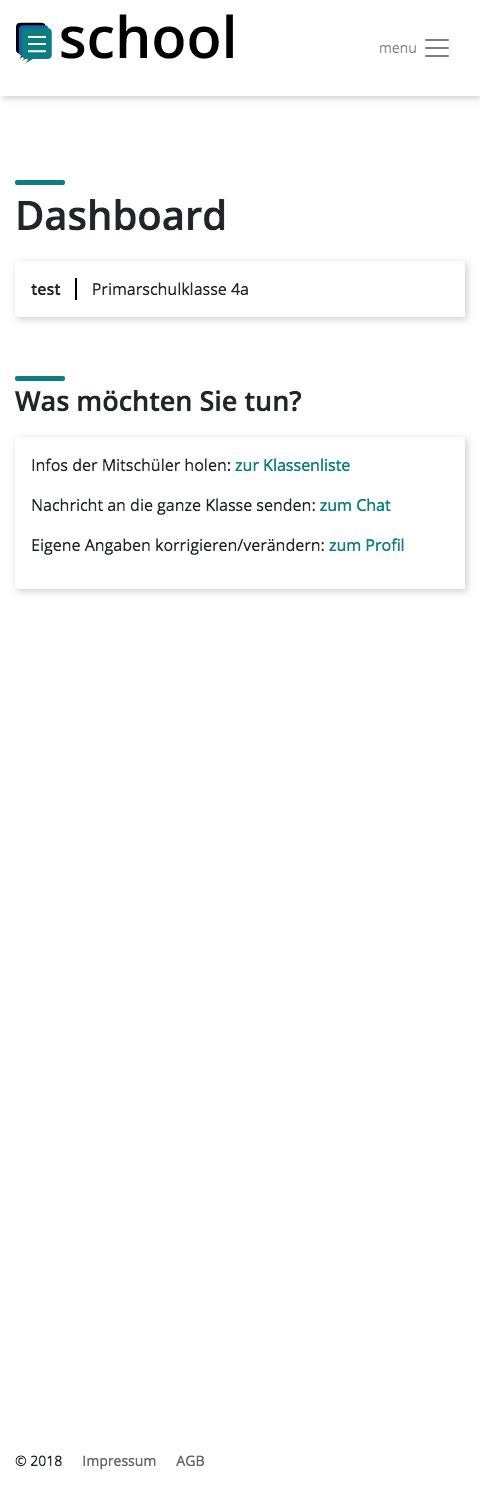 school
menu
Dashboard
test Primarschulklasse 4a
Was möchten Sie tun?
Infos der Mitschüler holen: zur Klassenliste
Nachricht an die ganze Klasse senden: zum Chat
Eigene Angaben korrigieren/verändern: zum Profil
© 2018 Impressum AGB